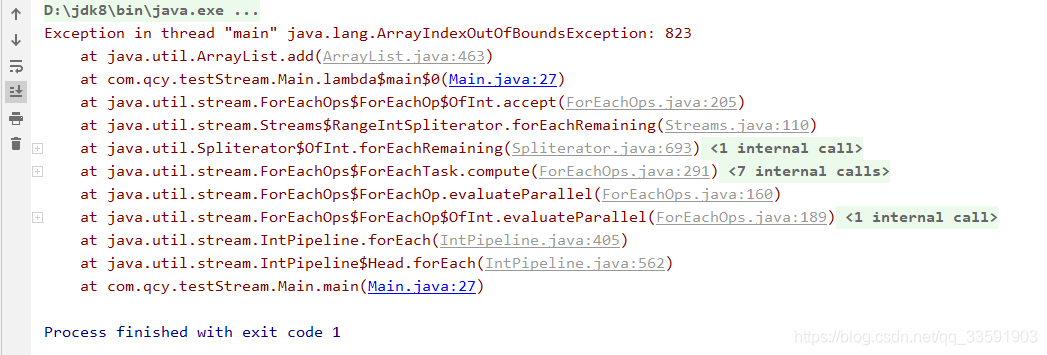 D:\jdk8\bin\java.exe ...
Exception in thread "main" java.lang.ArrayIndexOutOfBoundsException: 823
at java.util.ArrayList.add(ArrayList.java:463)
at com.qcy.testStream.Main.lambda$main$0(Main.java:27)
at java.util.stream.ForEachOps$ForEachOp$OfInt.accept(ForEachOps.java:205)
at java.util.stream.Streams$RangeIntSpliterator.forEachRemaining(Streams.java:110)
at java.util.Spliterator$OfInt.forEachRemaining(Spliterator.java:693) <1 internal call>
at java.util.stream.ForEachOps$ForEachTask.compute(ForEachOps.java:291) <7 internal calls>
at java.util.stream.ForEachOps$ForEachOp.evaluateParallel(ForEachOps.java:160)
at java.util.stream.ForEachOps$ForEachOp$OfInt.evaluateParallel(ForEachOps.java:189) <1 internal call>
at java.util.stream.IntPipeline.forEach(IntPipeline.java:405)
at java.util.stream.IntPipeline$Head.forEach(IntPipeline.java:562)
at com.qcy.testStream.Main.main(Main.java:27)
Process finished with exit code 1
https://blog.csdn.net/qq_33591903